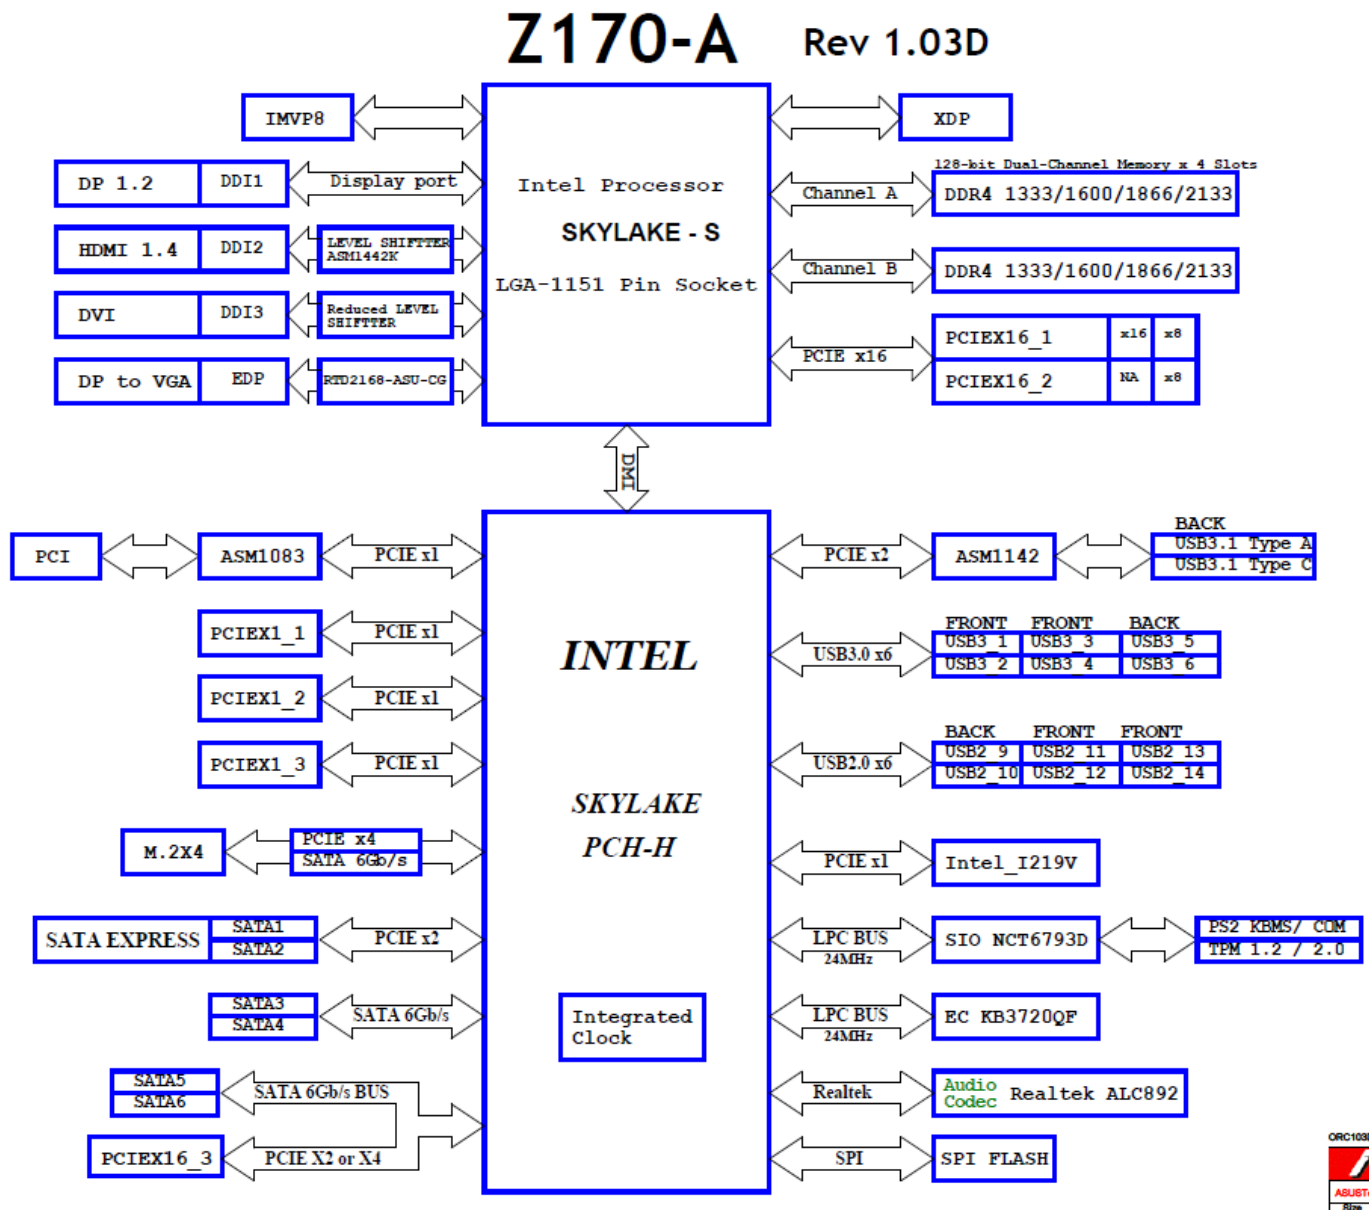 Z170-A Rev 1.03D
IMVP8
XDP
DP 1.2 DDI1 Display port
HDMI 1.4 DDI2 LEVEL SHIFTTER
ASM1442K
DVI DDI3 Reduced LEVEL
SHIFTTER
DP to VGA EDP RTD2168-ASU-CG
Intel Processor
SKYLAKE - S
LGA-1151 Pin Socket
128-bit Dual-Channel Memory x 4 Slots
Channel A DDR4 1333/1600/1866/2133
Channel B DDR4 1333/1600/1866/2133
PCIE x16
PCIEX16_1 x16 x8
PCIEX16_2 NA x8
DMI
PCI ASM1083 PCIE x1
PCIEX1_1 PCIE x1
PCIEX1_2 PCIE x1
PCIEX1_3 PCIE x1
M.2X4 PCIE x4
SATA 6Gb/s
SATA EXPRESS SATA1
SATA2
PCIE x2
SATA3
SATA4
SATA 6Gb/s
SATA5
SATA6
SATA 6Gb/s BUS
PCIEX16_3 PCIE X2 or X4
INTEL
SKYLAKE
PCH-H
Integrated
Clock
PCIE x2 ASM1142
BACK
USB3.1 Type A
USB3.1 Type C
USB3.0 x6
FRONT FRONT BACK
USB3_1 USB3_3 USB3_5
USB3_2 USB3_4 USB3_6
USB2.0 x6
BACK FRONT FRONT
USB2_9 USB2_11 USB2_13
USB2_10 USB2_12 USB2_14
PCIE x1 Intel_I219V
LPC BUS
24MHz
SIO NCT6793D
PS2 KBMS/ COM
TPM 1.2 / 2.0
LPC BUS
24MHz
EC KB3720QF
Realtek
Audio
Codec
Realtek ALC892
SPI SPI FLASH
Size